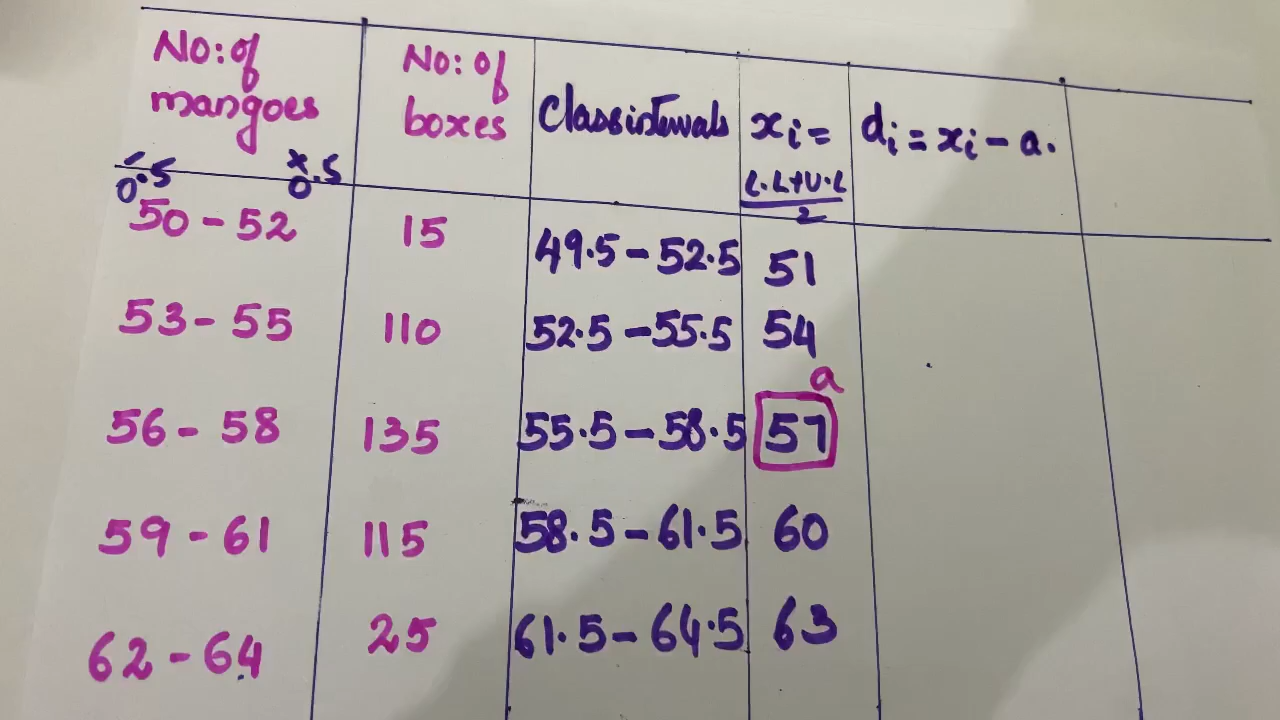 No: of mangoes | No: of boxes | Class intervals | xi = L.L+U.L / 2 | di = xi - a.
- 0.5 | + 0.5
50 - 52 | 15 | 49.5 - 52.5 | 51
53 - 55 | 110 | 52.5 - 55.5 | 54
a
56 - 58 | 135 | 55.5 - 58.5 | 57
59 - 61 | 115 | 58.5 - 61.5 | 60
62 - 64 | 25 | 61.5 - 64.5 | 63